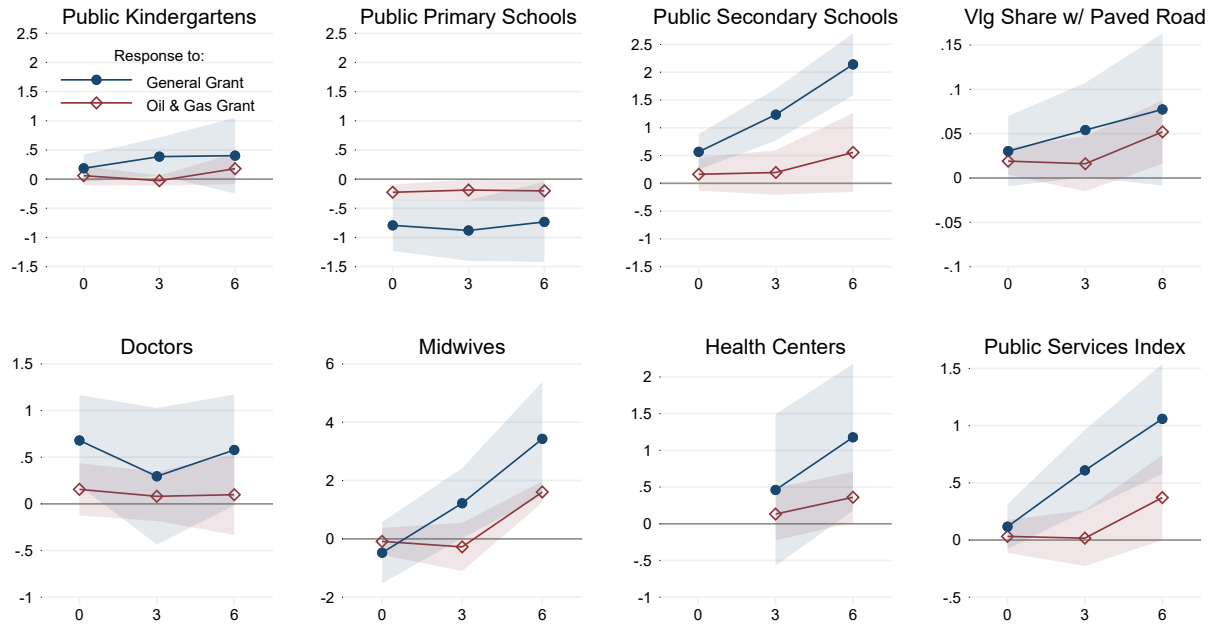 Public Kindergartens
2.5
2
1.5
1
.5
0
-.5
-1
-1.5
Response to:
General Grant
Oil & Gas Grant
0 3 6
Public Primary Schools
2.5
2
1.5
1
.5
0
-.5
-1
-1.5
0 3 6
Public Secondary Schools
2.5
2
1.5
1
.5
0
-.5
-1
-1.5
0 3 6
Vlg Share w/ Paved Road
.15
.1
.05
0
-.05
-.1
0 3 6
Doctors
1.5
1
.5
0
-.5
-1
0 3 6
Midwives
6
4
2
0
-2
0 3 6
Health Centers
2
1.5
1
.5
0
-.5
-1
0 3 6
Public Services Index
1.5
1
.5
0
-.5
0 3 6